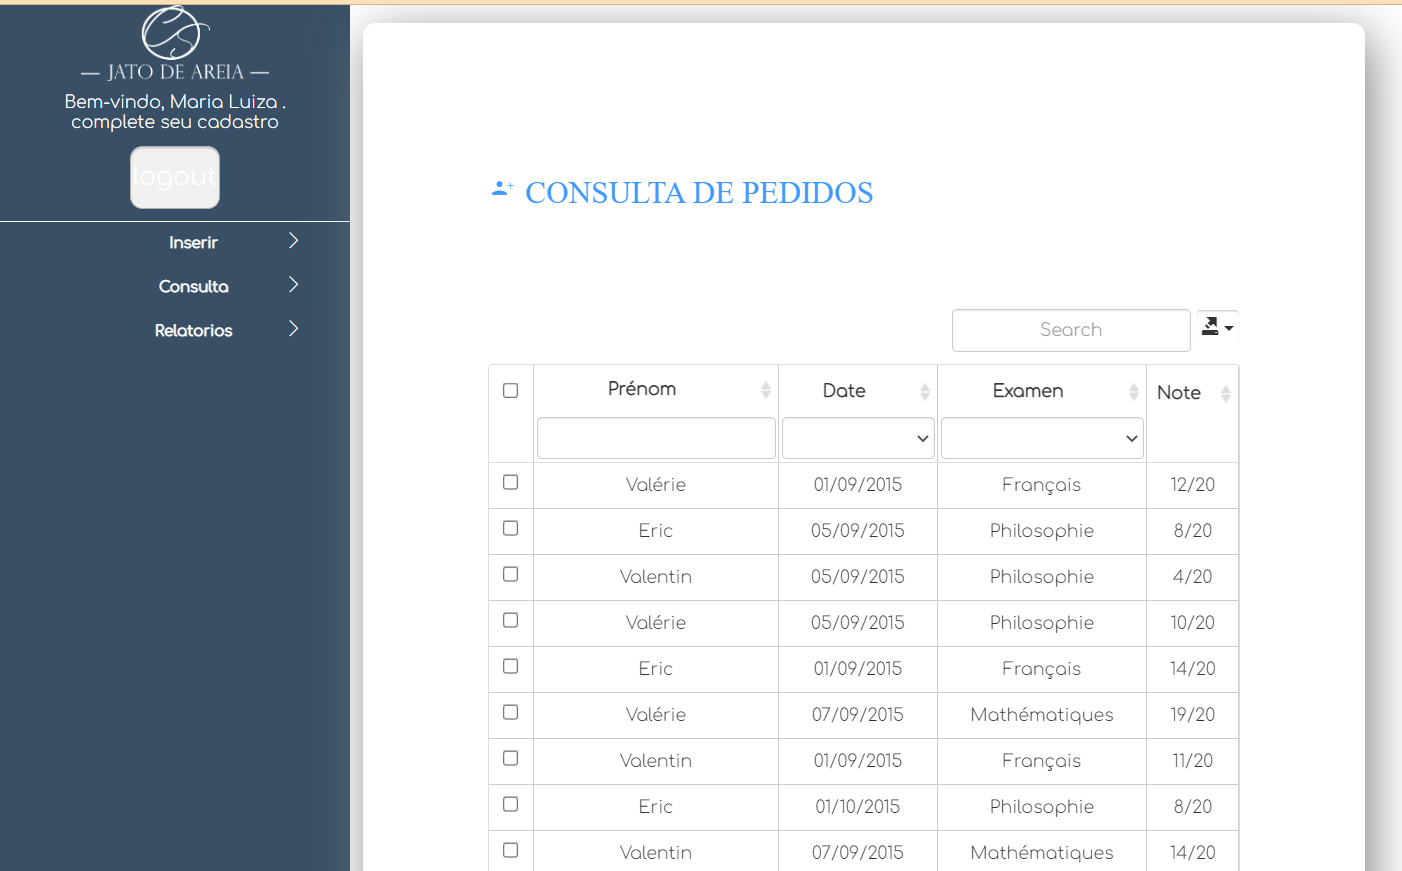 — JATO DE AREIA —
Bem-vindo, Maria Luiza .
complete seu cadastro
logout
Inserir
Consulta
Relatorios
CONSULTA DE PEDIDOS
Search
Prénom Date Examen Note
Valérie 01/09/2015 Français 12/20
Eric 05/09/2015 Philosophie 8/20
Valentin 05/09/2015 Philosophie 4/20
Valérie 05/09/2015 Philosophie 10/20
Eric 01/09/2015 Français 14/20
Valérie 07/09/2015 Mathématiques 19/20
Valentin 01/09/2015 Français 11/20
Eric 01/10/2015 Philosophie 8/20
Valentin 07/09/2015 Mathématiques 14/20